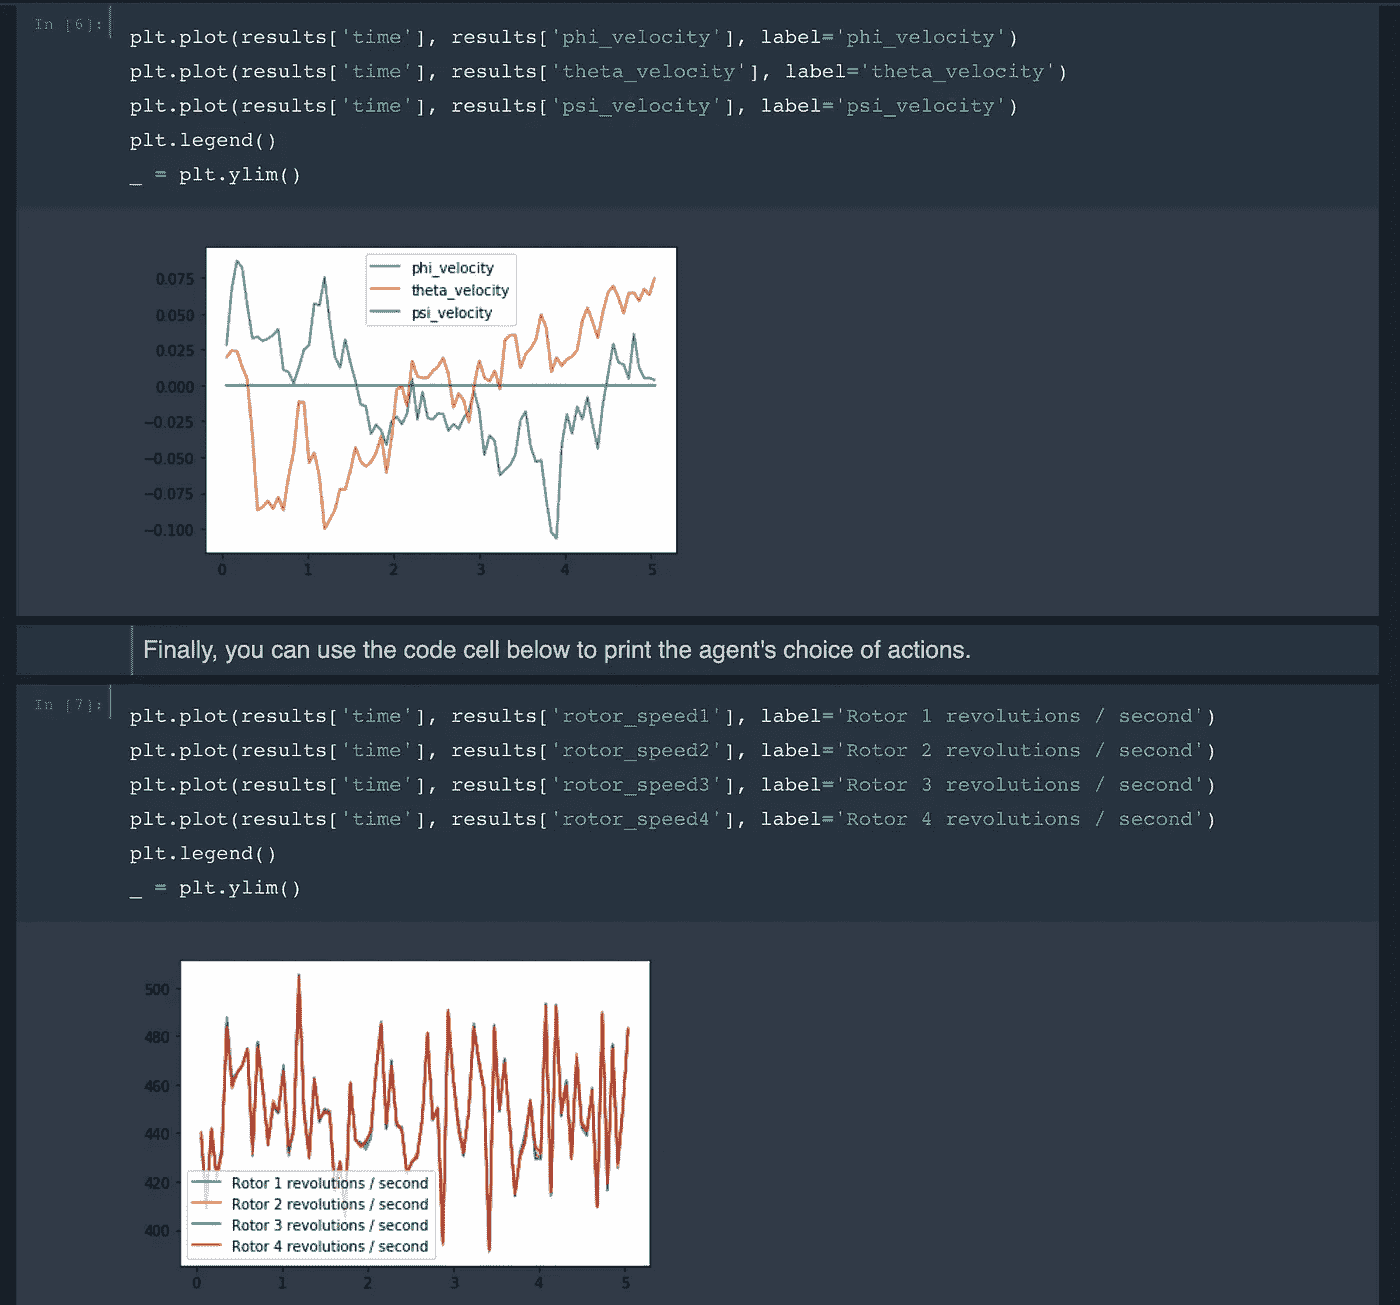 In [6]:
plt.plot(results['time'], results['phi_velocity'], label='phi_velocity')
plt.plot(results['time'], results['theta_velocity'], label='theta_velocity')
plt.plot(results['time'], results['psi_velocity'], label='psi_velocity')
plt.legend()
_ = plt.ylim()
phi_velocity
theta_velocity
psi_velocity
0.075
0.050
0.025
0.000
−0.025
−0.050
−0.075
−0.100
0 1 2 3 4 5
Finally, you can use the code cell below to print the agent's choice of actions.
In [7]:
plt.plot(results['time'], results['rotor_speed1'], label='Rotor 1 revolutions / second')
plt.plot(results['time'], results['rotor_speed2'], label='Rotor 2 revolutions / second')
plt.plot(results['time'], results['rotor_speed3'], label='Rotor 3 revolutions / second')
plt.plot(results['time'], results['rotor_speed4'], label='Rotor 4 revolutions / second')
plt.legend()
_ = plt.ylim()
500
480
460
440
420
400
Rotor 1 revolutions / second
Rotor 2 revolutions / second
Rotor 3 revolutions / second
Rotor 4 revolutions / second
0 1 2 3 4 5